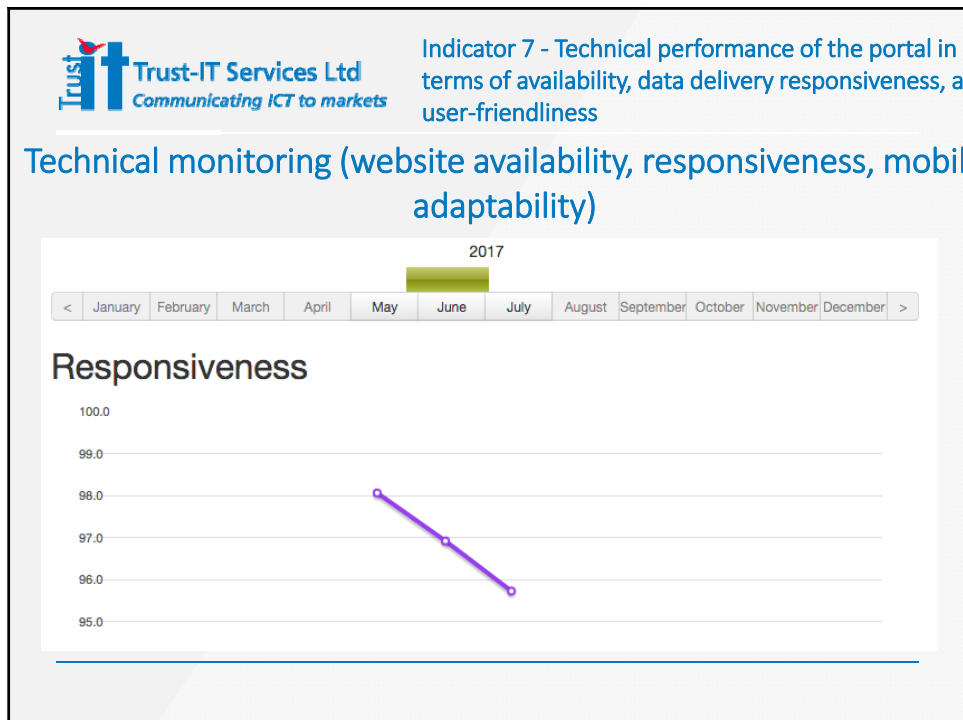 Trust
it
Trust-IT Services Ltd
Communicating ICT to markets
Indicator 7 - Technical performance of the portal in
terms of availability, data delivery responsiveness, a
user-friendliness
Technical monitoring (website availability, responsiveness, mobil
adaptability)
2017
< January February March April May June July August September October November December >
Responsiveness
100.0
99.0
98.0
97.0
96.0
95.0